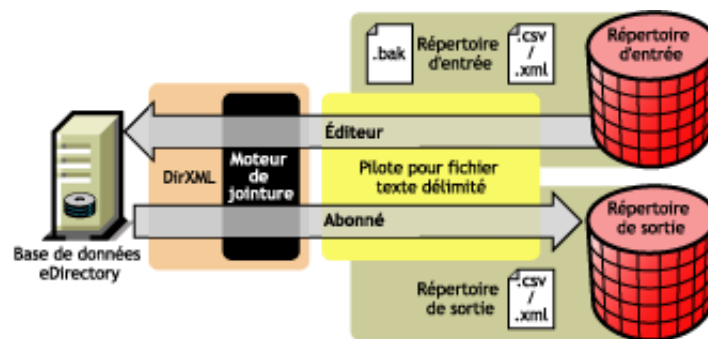 .bak
Répertoire
d'entrée
.csv
/
.xml
Répertoire
d'entrée
Éditeur
DirXML
Moteur
de
jointure
Pilote pour fichier
texte délimité
Abonné
Base de données
eDirectory
Répertoire
de sortie
Répertoire
de sortie
.csv
/
.xml